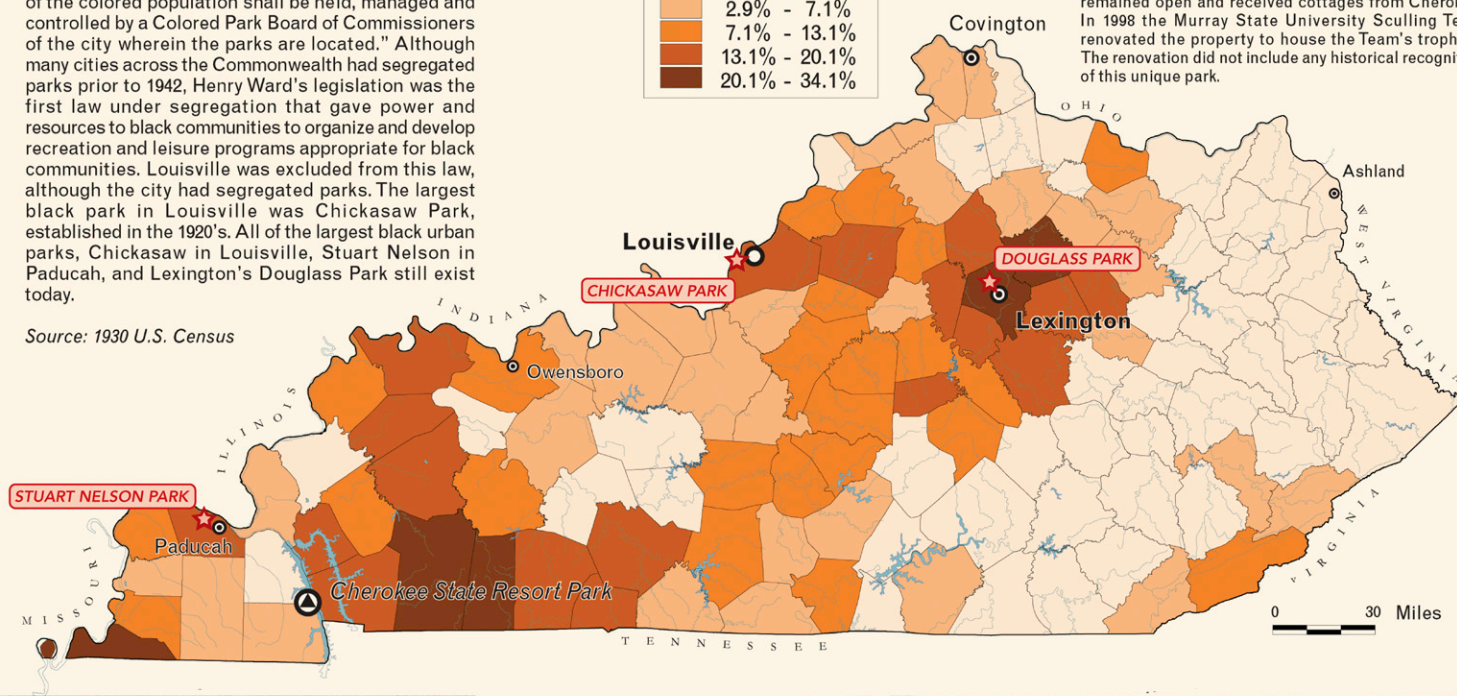 of the colored population shall be held, managed and
controlled by a Colored Park Board of Commissioners
of the city wherein the parks are located.” Although
many cities across the Commonwealth had segregated
parks prior to 1942, Henry Ward’s legislation was the
first law under segregation that gave power and
resources to black communities to organize and develop
recreation and leisure programs appropriate for black
communities. Louisville was excluded from this law,
although the city had segregated parks. The largest
black park in Louisville was Chickasaw Park,
established in the 1920’s. All of the largest black urban
parks, Chickasaw in Louisville, Stuart Nelson in
Paducah, and Lexington’s Douglass Park still exist
today.
Source: 1930 U.S. Census
2.9% - 7.1%
7.1% - 13.1%
13.1% - 20.1%
20.1% - 34.1%
remained open and received cottages from
In 1998 the Murray State University Sculling
renovated the property to house the Team’s
The renovation did not include any historical
of this unique park.
Covington
OHIO
Ashland
WEST VIRGINIA
Louisville
DOUGLASS PARK
CHICKASAW PARK
Lexington
INDIANA
Owensboro
ILLINOIS
STUART NELSON PARK
Paducah
VIRGINIA
MISSOURI
Cherokee State Resort Park
0 30 Miles
TENNESSEE